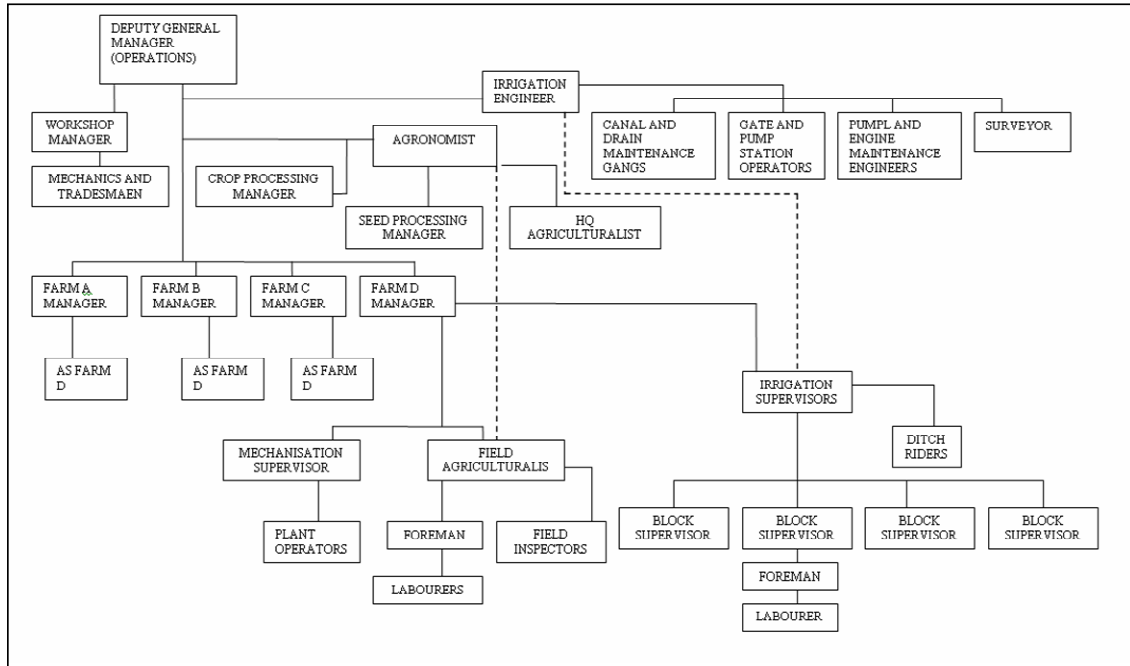 DEPUTY GENERAL
MANAGER
(OPERATIONS)
IRRIGATION
ENGINEER
WORKSHOP
MANAGER
AGRONOMIST
CANAL AND
DRAIN
MAINTENANCE
GANGS
GATE AND
PUMP
STATION
OPERATORS
PUMPL AND
ENGINE
MAINTENANCE
ENGINEERS
SURVEYOR
MECHANICS AND
TRADESMAEN
CROP PROCESSING
MANAGER
SEED PROCESSING
MANAGER
HQ
AGRICULTURALIST
FARM A
MANAGER
FARM B
MANAGER
FARM C
MANAGER
FARM D
MANAGER
AS FARM
D
AS FARM
D
AS FARM
D
IRRIGATION
SUPERVISORS
DITCH
RIDERS
MECHANISATION
SUPERVISOR
FIELD
AGRICULTURALIS
PLANT
OPERATORS
FOREMAN
FIELD
INSPECTORS
BLOCK
SUPERVISOR
BLOCK
SUPERVISOR
BLOCK
SUPERVISOR
BLOCK
SUPERVISOR
LABOURERS
FOREMAN
LABOURER